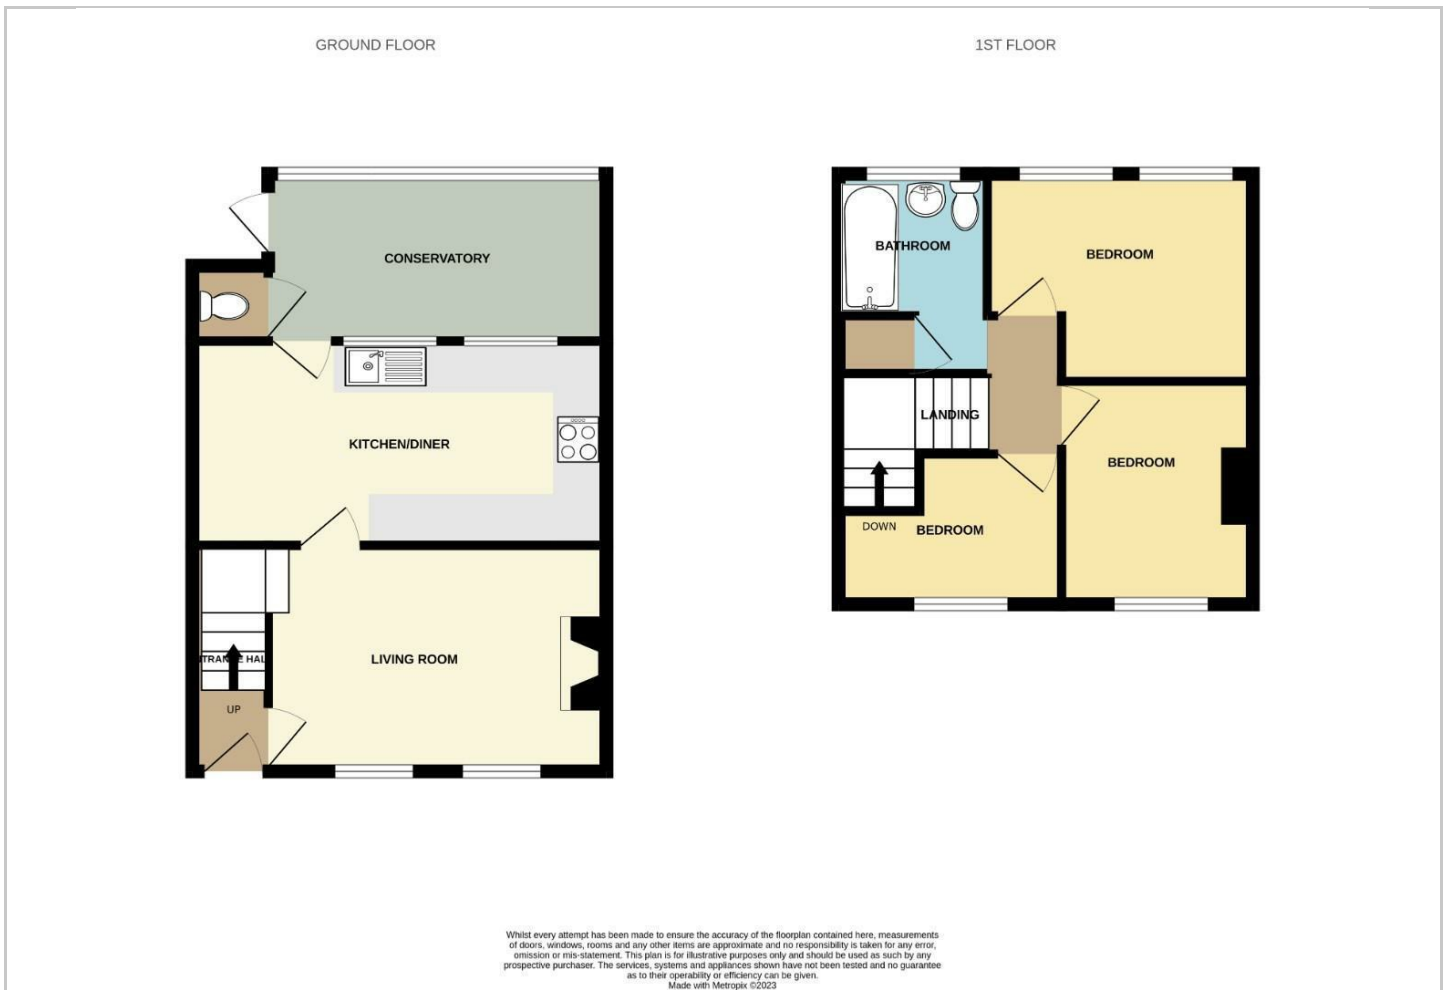 GROUND FLOOR
1ST FLOOR
CONSERVATORY
KITCHEN/DINER
LIVING ROOM
UP
BATHROOM
BEDROOM
LANDING
BEDROOM
DOWN
BEDROOM
Whilst every attempt has been made to ensure the accuracy of the floorplan contained here, measurements
of doors, windows, rooms and any other items are approximate and no responsibility is taken for any error,
omission or mis-statement. This plan is for illustrative purposes only and should be used as such by any
prospective purchaser. The services, systems and appliances shown have not been tested and no guarantee
as to their operability or efficiency can be given.
Made with Metropix ©2023